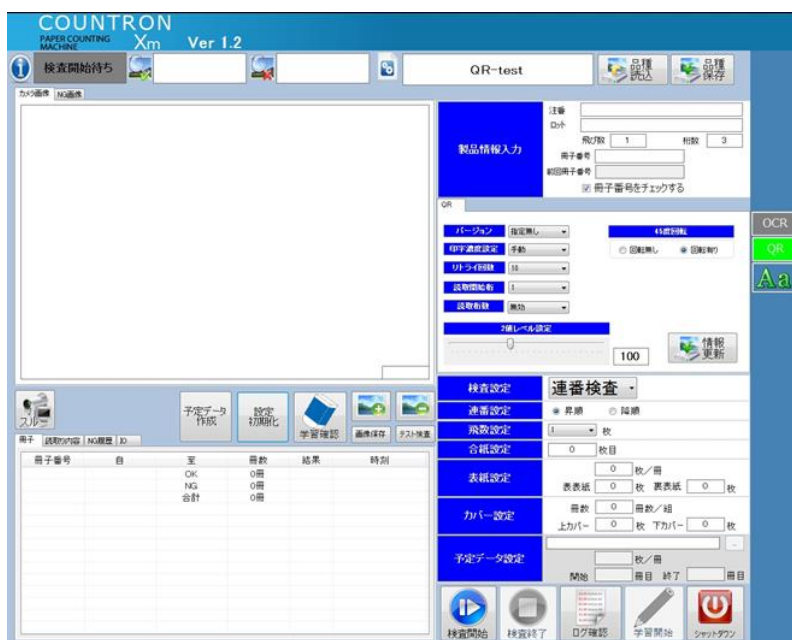 COUNTRON
PAPER COUNTING
MACHINE
Xm Ver 1.2
検査開始待ち
QR-test
品種
読込
品種
保存
カメラ画像 NG画像
製品情報入力
注番
ロット
飛び数 1 桁数 3
冊子番号
前回冊子番号
冊子番号をチェックする
QR
バージョン 指定無し
45度回転
印字濃度設定 手動
回転無し 回転有り
リトライ回数 10
読取開始桁 1
読取桁数 無効
2値レベル設定
100
情報
更新
OCR
QR
Aa
スルー
予定データ
作成
設定
初期化
学習確認
画像保存
テスト検査
冊子 読取り内容 NG履歴 IO
冊子番号 自 至 冊数 結果 時刻
OK 0冊
NG 0冊
合計 0冊
検査設定 連番検査
連番設定 昇順 降順
飛数設定 1 枚
合紙設定 0 枚目
表紙設定
0 枚/冊
表表紙 0 枚 裏表紙 0 枚
カバー設定
冊数 0 冊数/組
上カバー 0 枚 下カバー 0 枚
予定データ設定
...
枚/冊
開始 冊目 終了 冊目
検査開始
検査終了
ログ確認
学習開始
シャットダウン